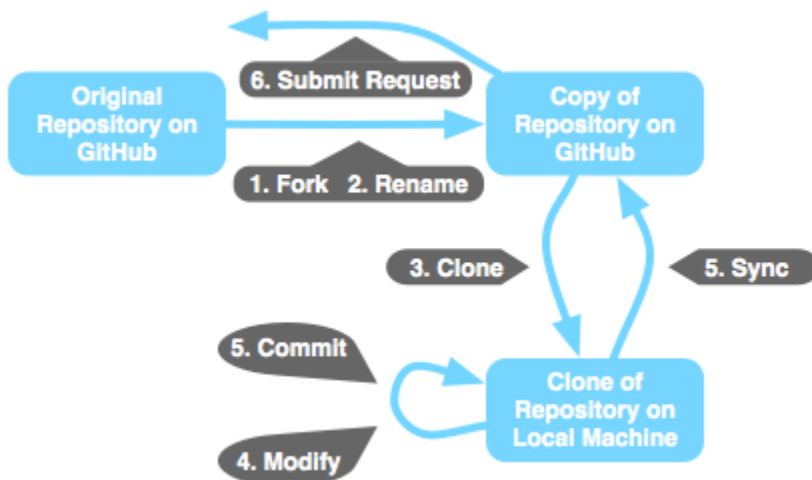 6. Submit Request
Original
Repository on
GitHub
Copy of
Repository on
GitHub
1. Fork 2. Rename
3. Clone
5. Sync
5. Commit
Clone of
Repository on
Local Machine
4. Modify